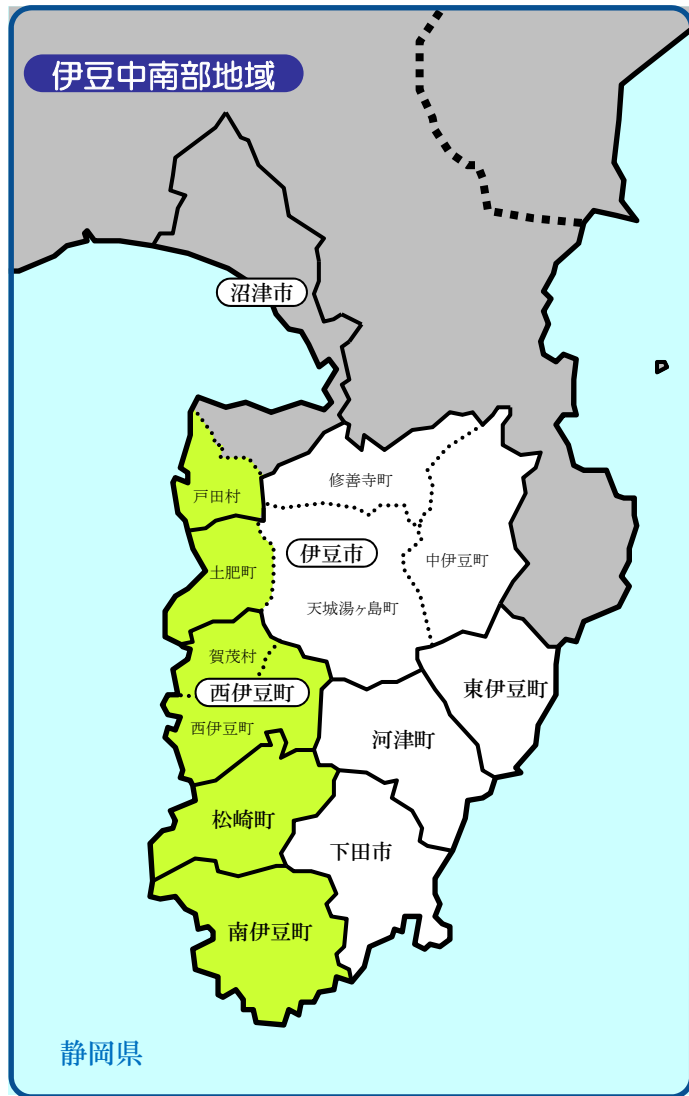 伊豆中南部地域
沼津市
修善寺町
戸田村
伊豆市
中伊豆町
土肥町
天城湯ヶ島町
賀茂村
西伊豆町
東伊豆町
西伊豆町
河津町
松崎町
下田市
南伊豆町
静岡県